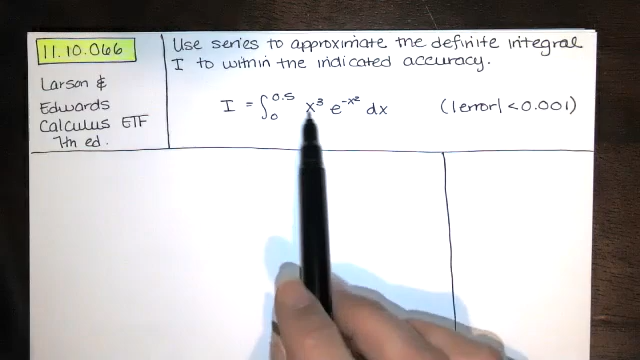 11.10.066
Larson &
Edwards
Calculus ETF
7th ed.
Use series to approximate the definite integral
I to within the indicated accuracy.
I = ∫₀^0.5 x³ e^-x² dx (|error| < 0.001)